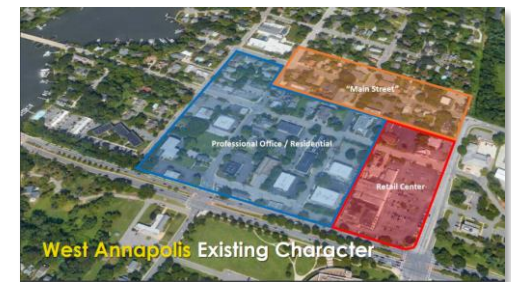 "Main Street"
Professional Office / Residential
Retail Center
West Annapolis Existing Character